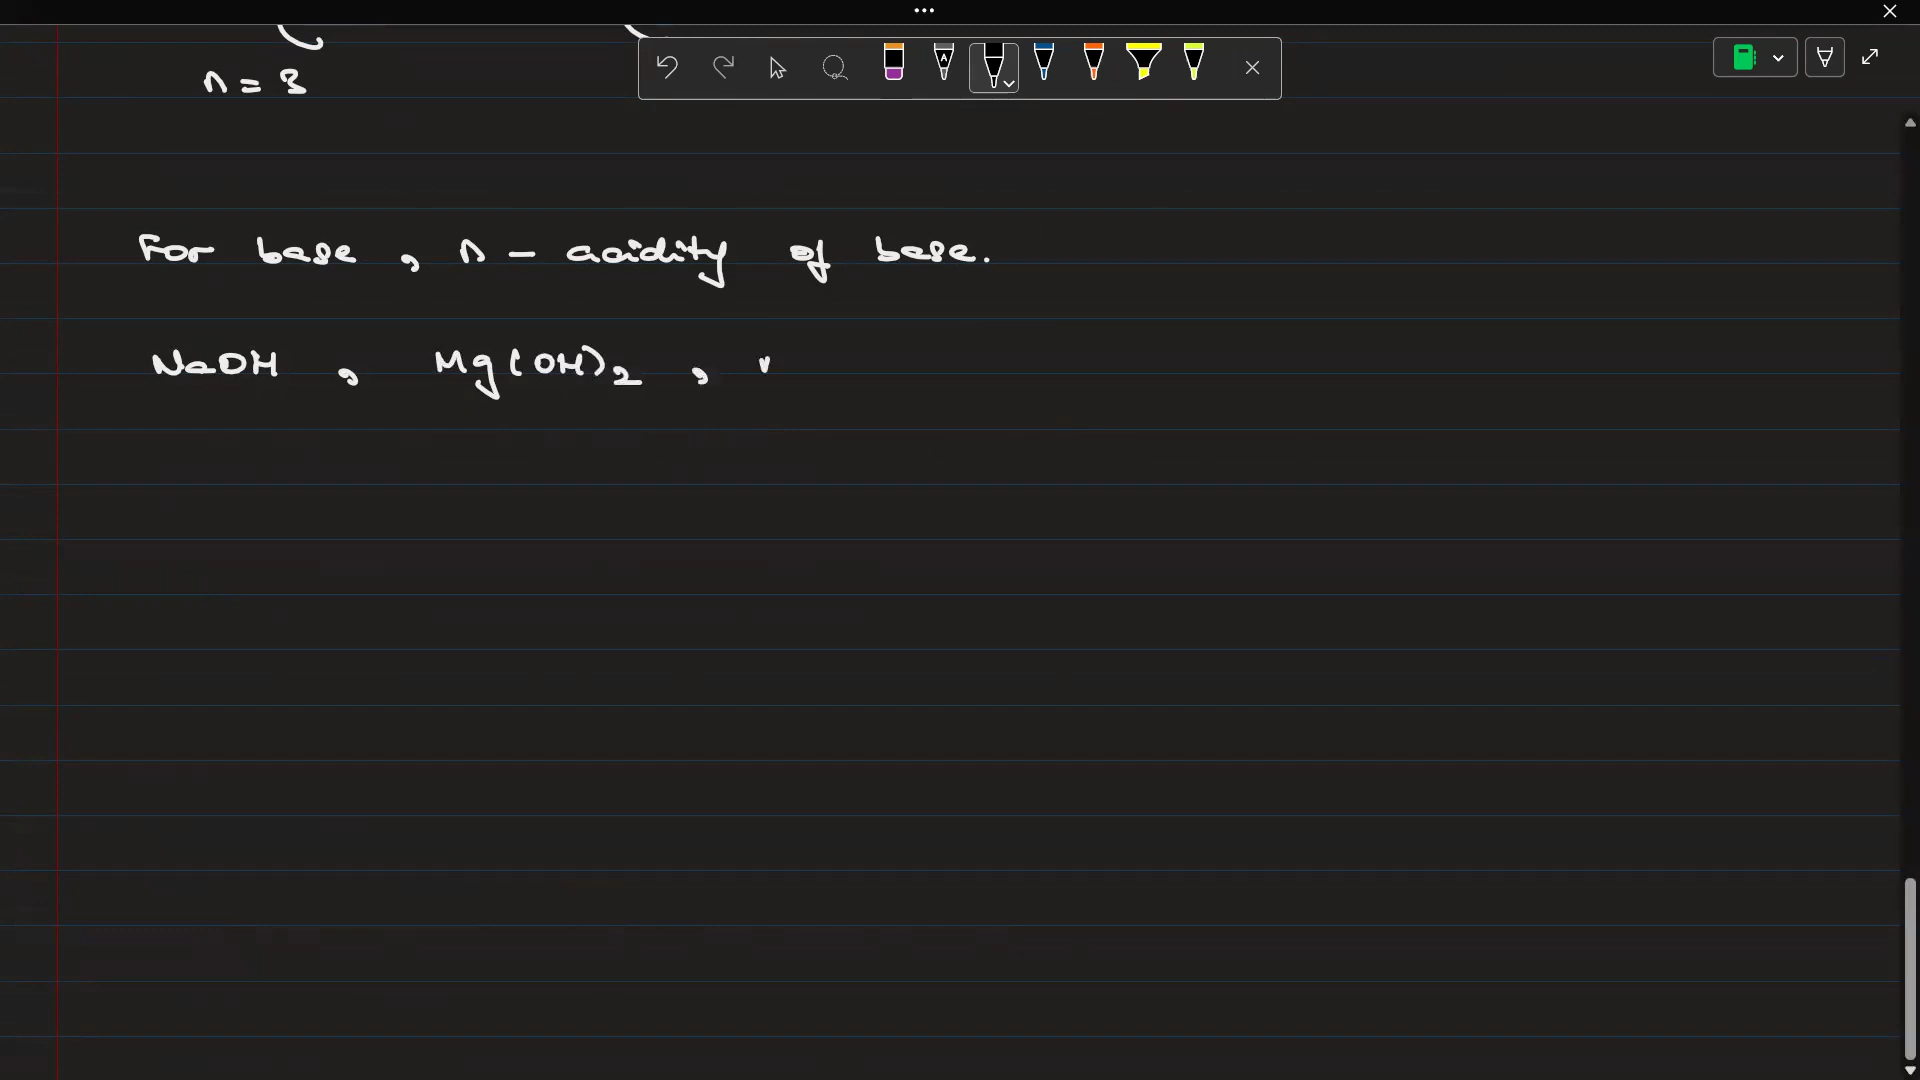 n = 3
For base, n - acidity of base.
NaOH, Mg(OH)2,